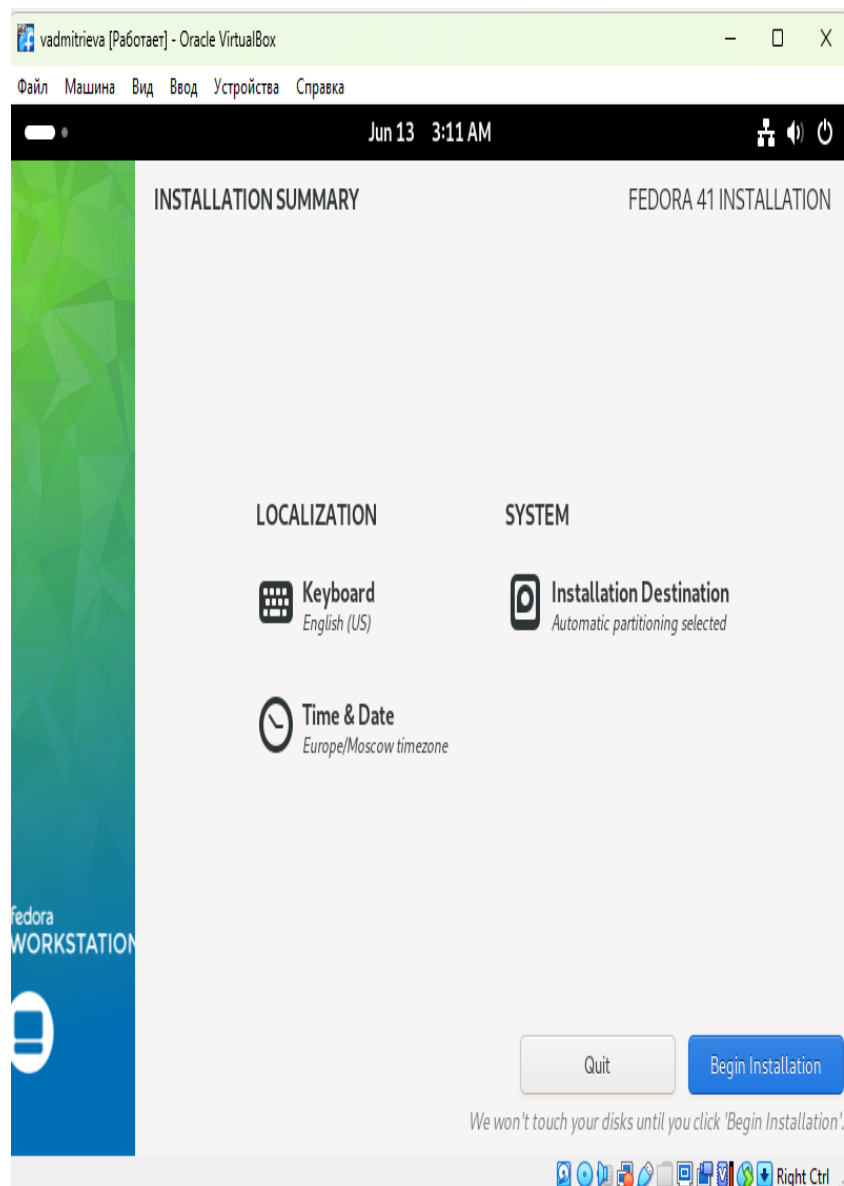 vadmitrieva [Работает] - Oracle VirtualBox
Файл Машина Вид Ввод Устройства Справка
Jun 13 3:11 AM
INSTALLATION SUMMARY
FEDORA 41 INSTALLATION
LOCALIZATION
SYSTEM
Keyboard
English (US)
Installation Destination
Automatic partitioning selected
Time & Date
Europe/Moscow timezone
fedora
WORKSTATION
Quit
Begin Installation
We won't touch your disks until you click 'Begin Installation'.
Right Ctrl